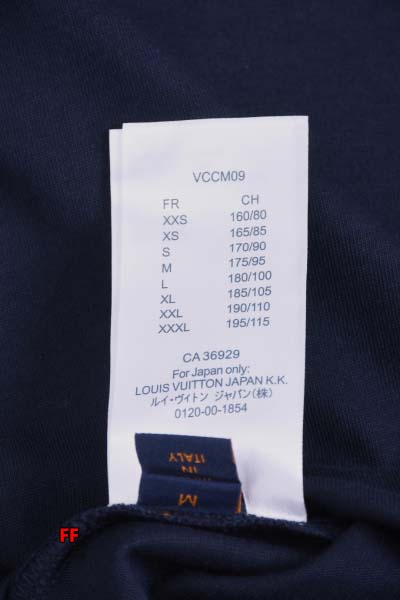 VCCM09
FR CH
XXS 160/80
XS 165/85
S 170/90
M 175/95
L 180/100
XL 185/105
XXL 190/110
XXXL 195/115
CA 36929
For Japan only:
LOUIS VUITTON JAPAN K.K.
ルイ・ヴィトン ジャパン(株)
0120-00-1854
IN
ITALY
M
FF